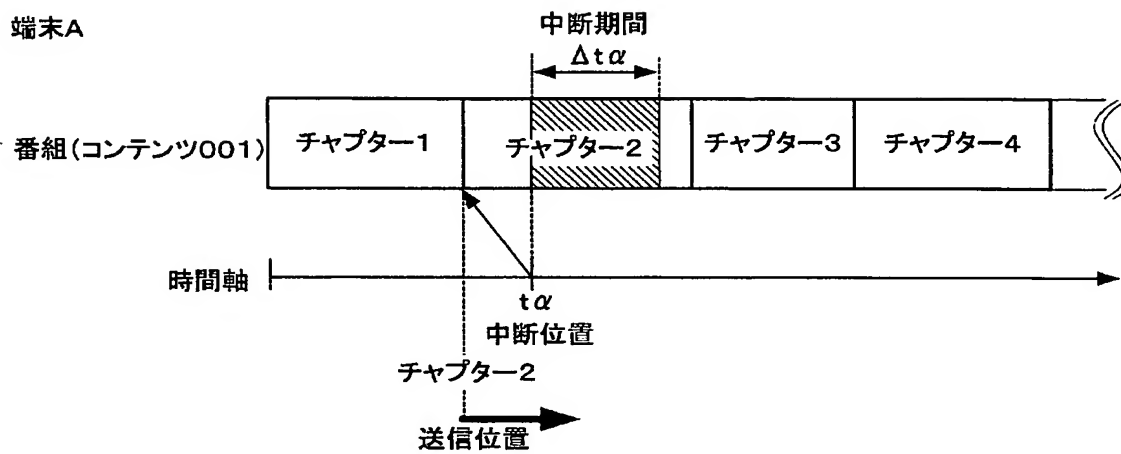 端末A
中断期間
Δtα
番組(コンテンツ001)
チャプター1
チャプター2
チャプター3
チャプター4
時間軸
tα
中断位置
チャプター2
送信位置